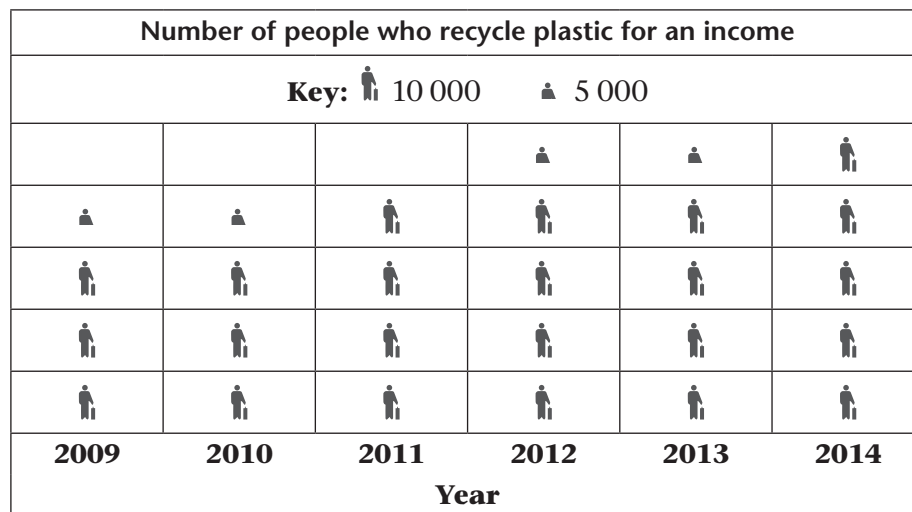 Number of people who recycle plastic for an income
Key: 10 000 5 000
2009 2010 2011 2012 2013 2014
Year